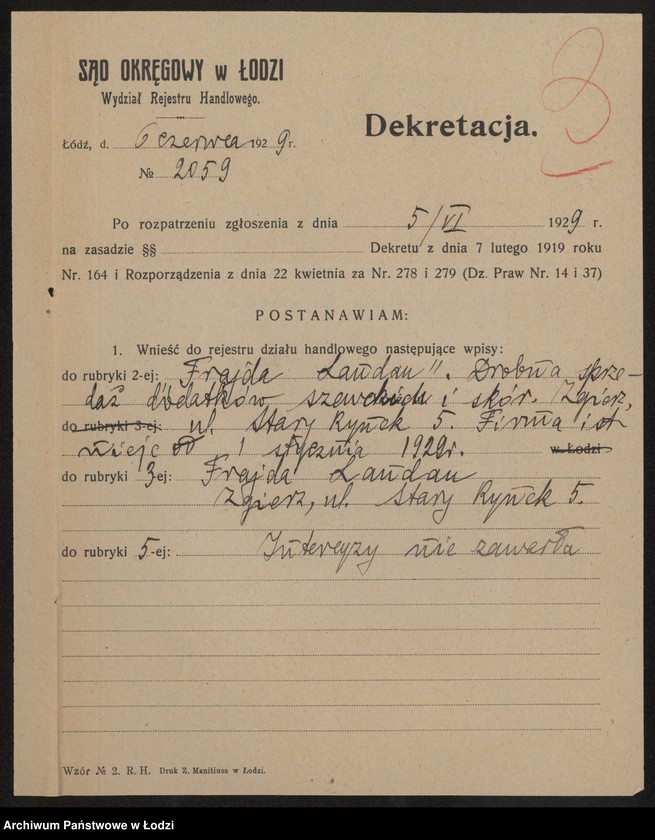 SĄD OKRĘGOWY w ŁODZI
Wydział Rejestru Handlowego.
3
Dekretacja.
Łódź, d. 6 czerwca 1929 r.
№ 2059
Po rozpatrzeniu zgłoszenia z dnia 5/VI 1929 r.
na zasadzie §§ Dekretu z dnia 7 lutego 1919 roku
Nr. 164 i Rozporządzenia z dnia 22 kwietnia za Nr. 278 i 279 (Dz. Praw Nr. 14 i 37)
POSTANAWIAM:
1. Wnieść do rejestru działu handlowego następujące wpisy:
do rubryki 2-ej: „Frajda Landau". Drobna sprze-
daż dodatków szewckich i skór. Zgierz,
do rubryki 3-ej: ul. Stary Rynek 5. Firma ist
nieje od 1 stycznia 1929r. w Łodzi
do rubryki 3-ej: Frajda Landau
Zgierz, ul. Stary Rynek 5.
do rubryki 5-ej: Intercyzy nie zawarła
Wzór № 2. R. H. Druk Z. Manitius w Łodzi.
Archiwum Państwowe w Łodzi